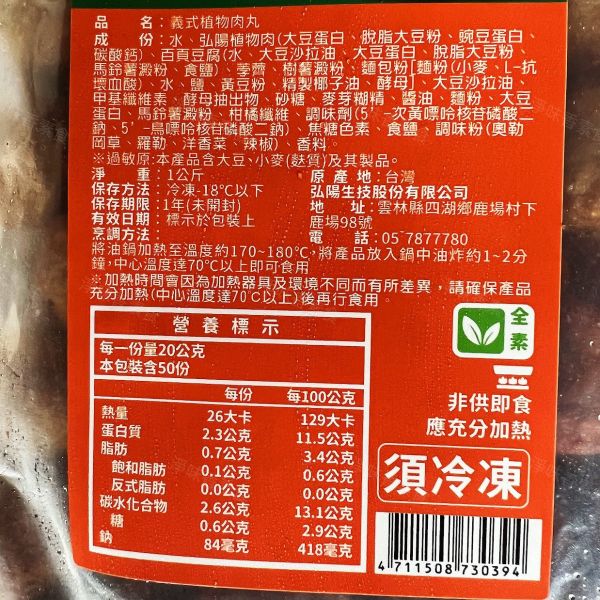 品　　名：義式植物肉丸
成　　份：水、弘陽植物肉(大豆蛋白、脫脂大豆粉、豌豆蛋白、
碳酸鈣)、百頁豆腐(水、大豆沙拉油、大豆蛋白、脫脂大豆粉、
馬鈴薯澱粉、食鹽)、荸薺、樹薯澱粉、麵包粉[麵粉(小麥、L-抗
壞血酸)、水、鹽、黃豆粉、精製椰子油、酵母]、大豆沙拉油、
甲基纖維素、酵母抽出物、砂糖、麥芽糊精、醬油、麵粉、大豆
蛋白、馬鈴薯澱粉、柑橘纖維、調味劑(5'-次黃嘌呤核苷磷酸二
鈉、5'-鳥嘌呤核苷磷酸二鈉)、焦糖色素、食鹽、調味粉(奧勒
岡草、羅勒、洋香菜、辣椒)、香料。
※過敏原:本產品含大豆、小麥(麩質)及其製品。
淨　　重：1公斤
原 產 地：台灣
保存方法：冷凍-18℃以下
弘陽生技股份有限公司
保存期限：1年(未開封)
地　　址：雲林縣四湖鄉鹿場村下
有效日期：標示於包裝上
鹿場98號
烹調方法：
電　　話：05-7877780
將油鍋加熱至溫度約170~180℃，將產品放入鍋中油炸約1~2分
鐘，中心溫度達70℃以上即可食用
※加熱時間會因為加熱器具及環境不同而有所差異，請確保產品
充分加熱(中心溫度達70℃以上)後再行食用。
營養標示
每一份量20公克
本包裝含50份
每份　每100公克
熱量　26大卡　129大卡
蛋白質　2.3公克　11.5公克
脂肪　0.7公克　3.4公克
飽和脂肪　0.1公克　0.6公克
反式脂肪　0.0公克　0.0公克
碳水化合物　2.6公克　13.1公克
糖　0.6公克　2.9公克
鈉　84毫克　418毫克
全素
非供即食
應充分加熱
須冷凍
4 711508 730394